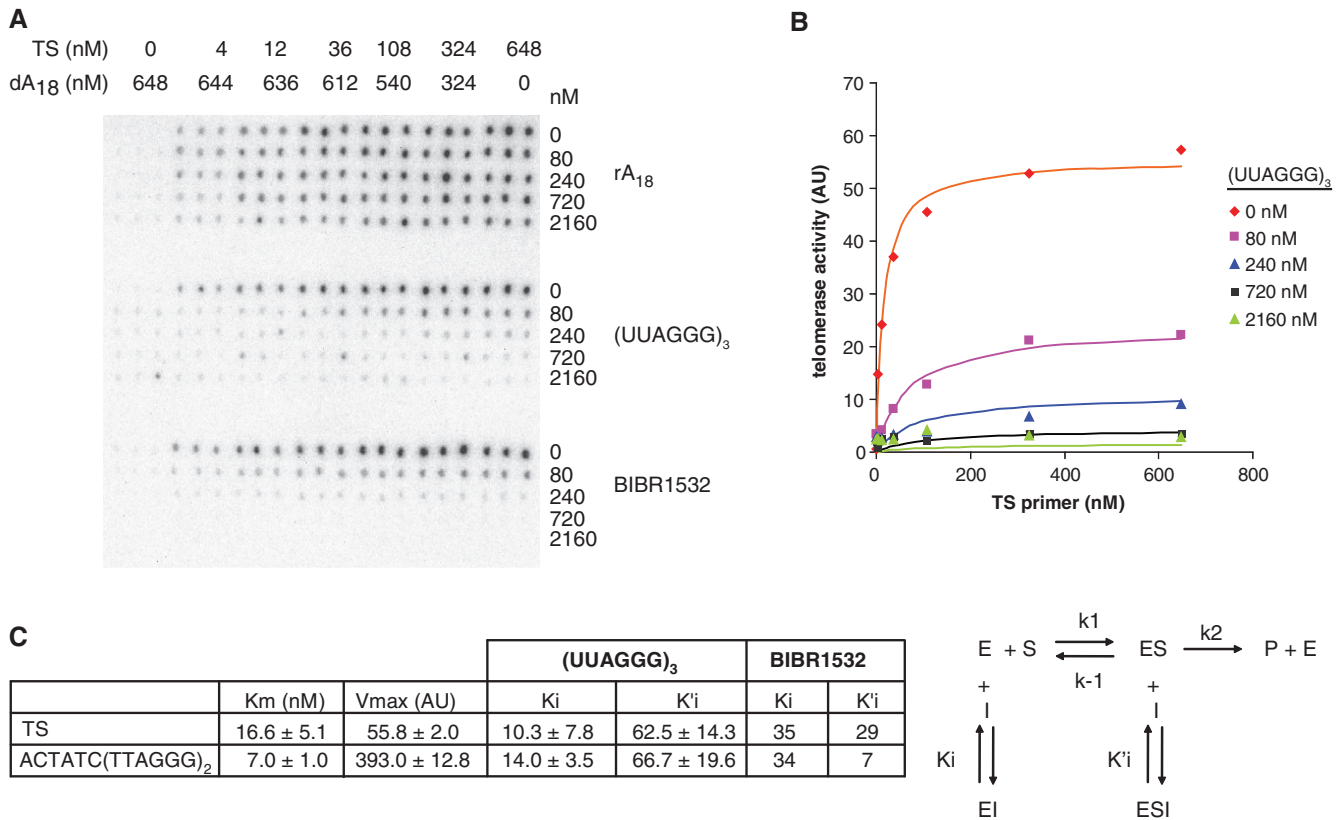 A
TS (nM) 0 4 12 36 108 324 648
dA18 (nM) 648 644 636 612 540 324 0
nM
0
80
240
720
2160
rA18
0
80
240
720
2160
(UUAGGG)3
0
80
240
720
2160
BIBR1532
B
telomerase activity (AU)
70
60
50
40
30
20
10
0
0 200 400 600 800
TS primer (nM)
(UUAGGG)3
0 nM
80 nM
240 nM
720 nM
2160 nM
C
(UUAGGG)3 BIBR1532
Km (nM) Vmax (AU) Ki K'i Ki K'i
TS 16.6 ± 5.1 55.8 ± 2.0 10.3 ± 7.8 62.5 ± 14.3 35 29
ACTATC(TTAGGG)2 7.0 ± 1.0 393.0 ± 12.8 14.0 ± 3.5 66.7 ± 19.6 34 7
k1 k2
E + S ES P + E
k-1
+ +
I I
Ki K'i
EI ESI